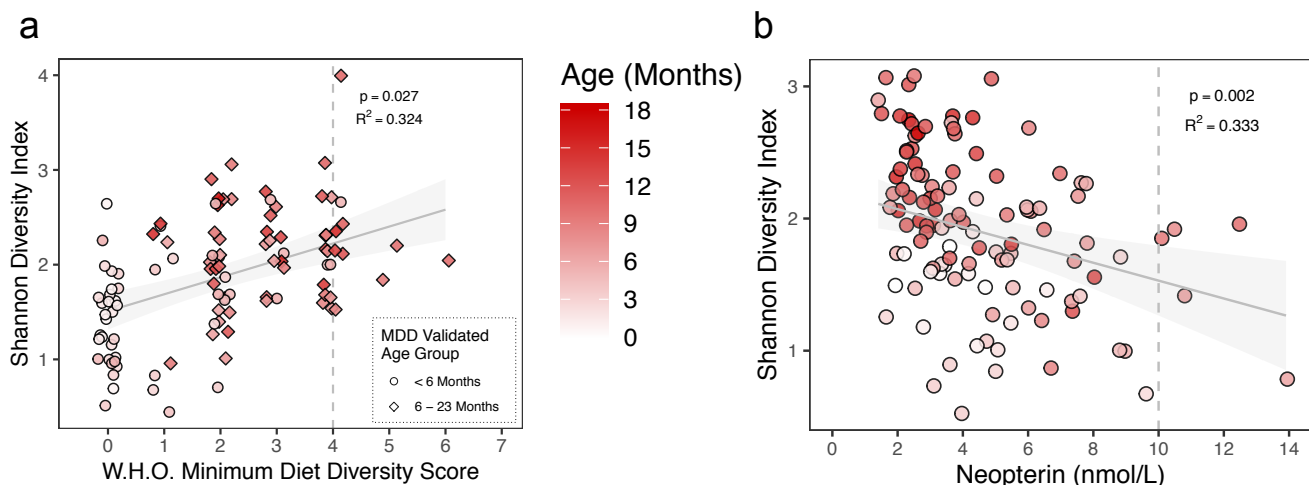 a
Shannon Diversity Index
4
3
2
1
p = 0.027
R² = 0.324
MDD Validated
Age Group
< 6 Months
6 – 23 Months
0 1 2 3 4 5 6 7
W.H.O. Minimum Diet Diversity Score
Age (Months)
18
15
12
9
6
3
0
b
Shannon Diversity Index
3
2
1
p = 0.002
R² = 0.333
0 2 4 6 8 10 12 14
Neopterin (nmol/L)